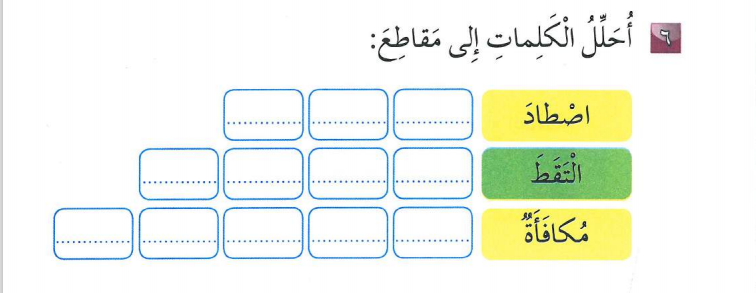 ٦ أُحَلِّلُ الْكَلِماتِ إِلى مَقاطِعَ:
اصْطادَ
الْتَقَطَ
مُكافَأَةٌ